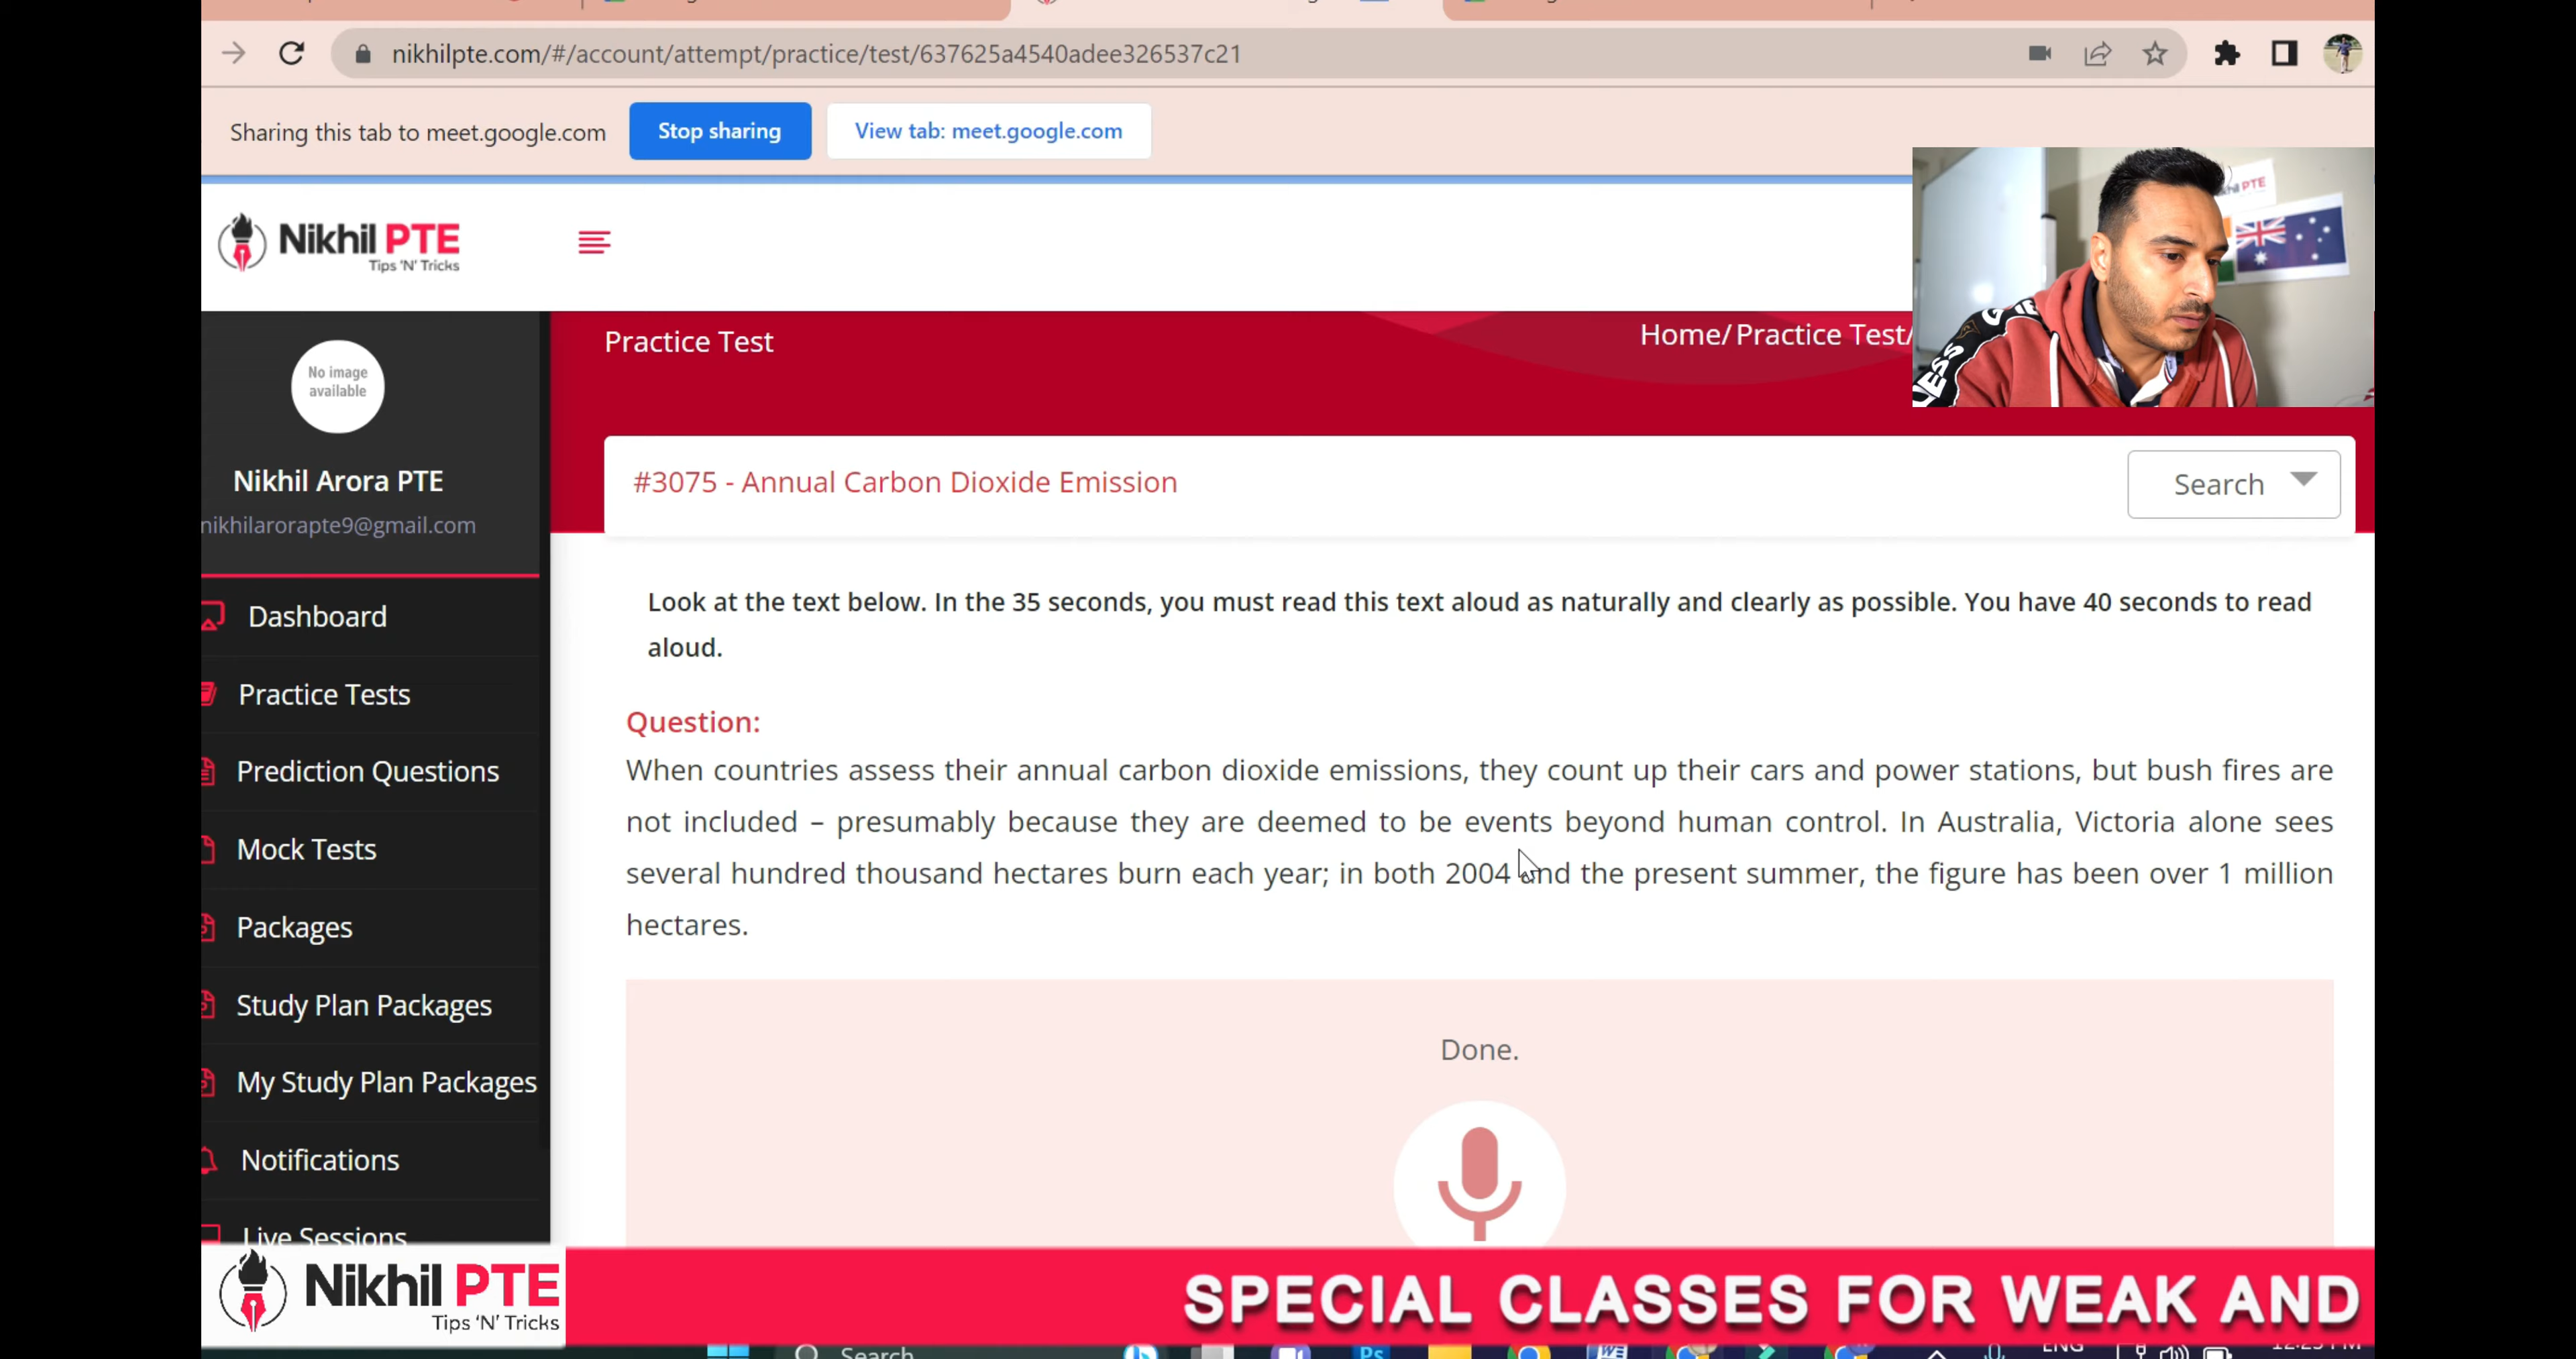 nikhilpte.com/#/account/attempt/practice/test/637625a4540adee326537c21
Sharing this tab to meet.google.com
Stop sharing
View tab: meet.google.com
Nikhil PTE
Tips 'N' Tricks
PTE
Practice Test
Home/ Practice Test/
No image
available
Nikhil Arora PTE
nikhilarorapte9@gmail.com
#3075 - Annual Carbon Dioxide Emission
Search
Look at the text below. In the 35 seconds, you must read this text aloud as naturally and clearly as possible. You have 40 seconds to read
aloud.
Dashboard
Practice Tests
Prediction Questions
Mock Tests
Packages
Study Plan Packages
My Study Plan Packages
Notifications
Live Sessions
Question:
When countries assess their annual carbon dioxide emissions, they count up their cars and power stations, but bush fires are
not included – presumably because they are deemed to be events beyond human control. In Australia, Victoria alone sees
several hundred thousand hectares burn each year; in both 2004 and the present summer, the figure has been over 1 million
hectares.
Done.
Nikhil PTE
Tips 'N' Tricks
SPECIAL CLASSES FOR WEAK AND
Search
Ps
ENG